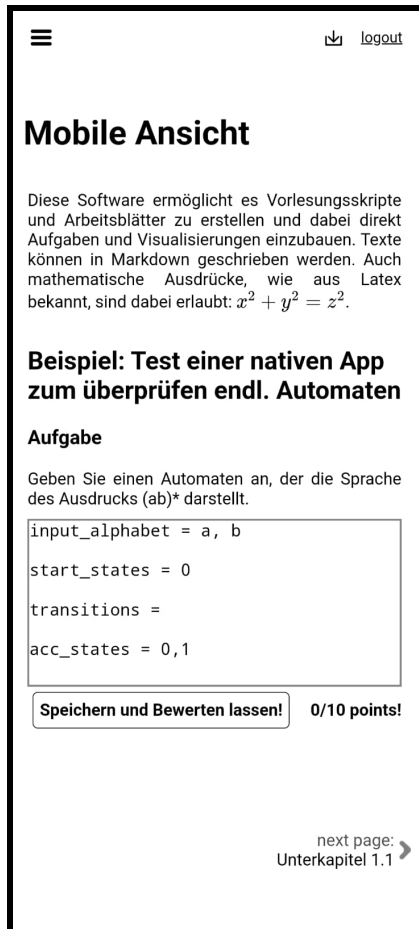 logout
Mobile Ansicht
Diese Software ermöglicht es Vorlesungsskripte
und Arbeitsblätter zu erstellen und dabei direkt
Aufgaben und Visualisierungen einzubauen. Texte
können in Markdown geschrieben werden. Auch
mathematische Ausdrücke, wie aus Latex
bekannt, sind dabei erlaubt: x² + y² = z².
Beispiel: Test einer nativen App
zum überprüfen endl. Automaten
Aufgabe
Geben Sie einen Automaten an, der die Sprache
des Ausdrucks (ab)* darstellt.
input_alphabet = a, b
start_states = 0
transitions =
acc_states = 0,1
Speichern und Bewerten lassen! 0/10 points!
next page:
Unterkapitel 1.1